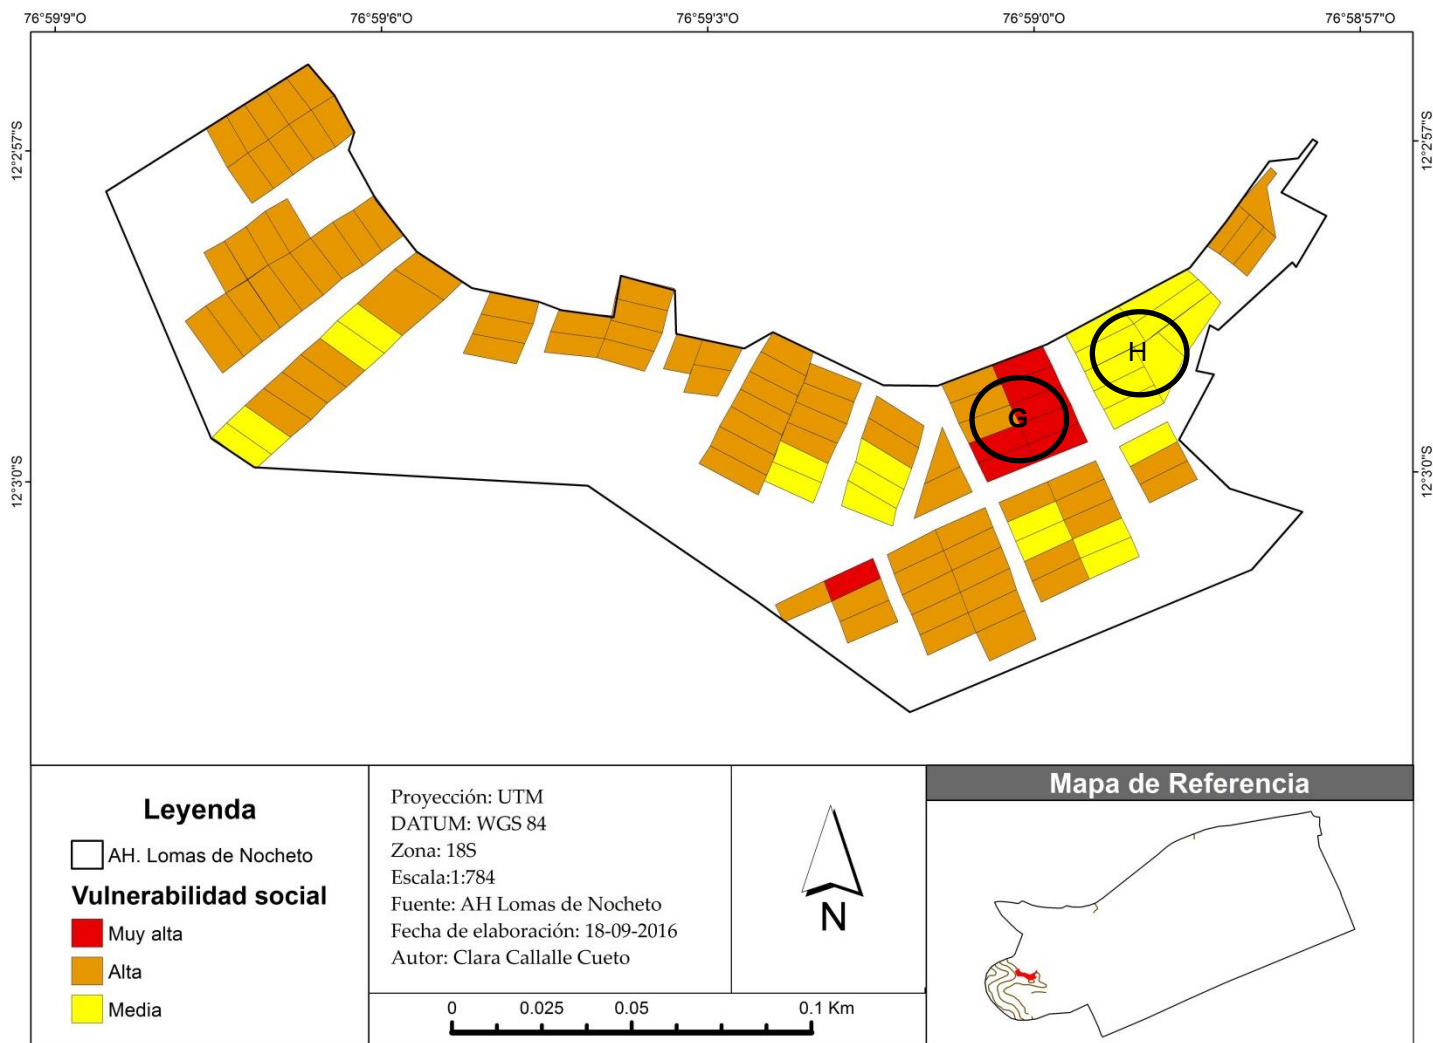 76°59'9"O 76°59'6"O 76°59'3"O 76°59'0"O 76°58'57"O
12°2'57"S 12°2'57"S
H
G
12°3'0"S 12°3'0"S
Leyenda
AH. Lomas de Nocheto
Vulnerabilidad social
Muy alta
Alta
Media
Proyección: UTM
DATUM: WGS 84
Zona: 18S
Escala:1:784
Fuente: AH Lomas de Nocheto
Fecha de elaboración: 18-09-2016
Autor: Clara Callalle Cueto
N
0 0.025 0.05 0.1 Km
Mapa de Referencia